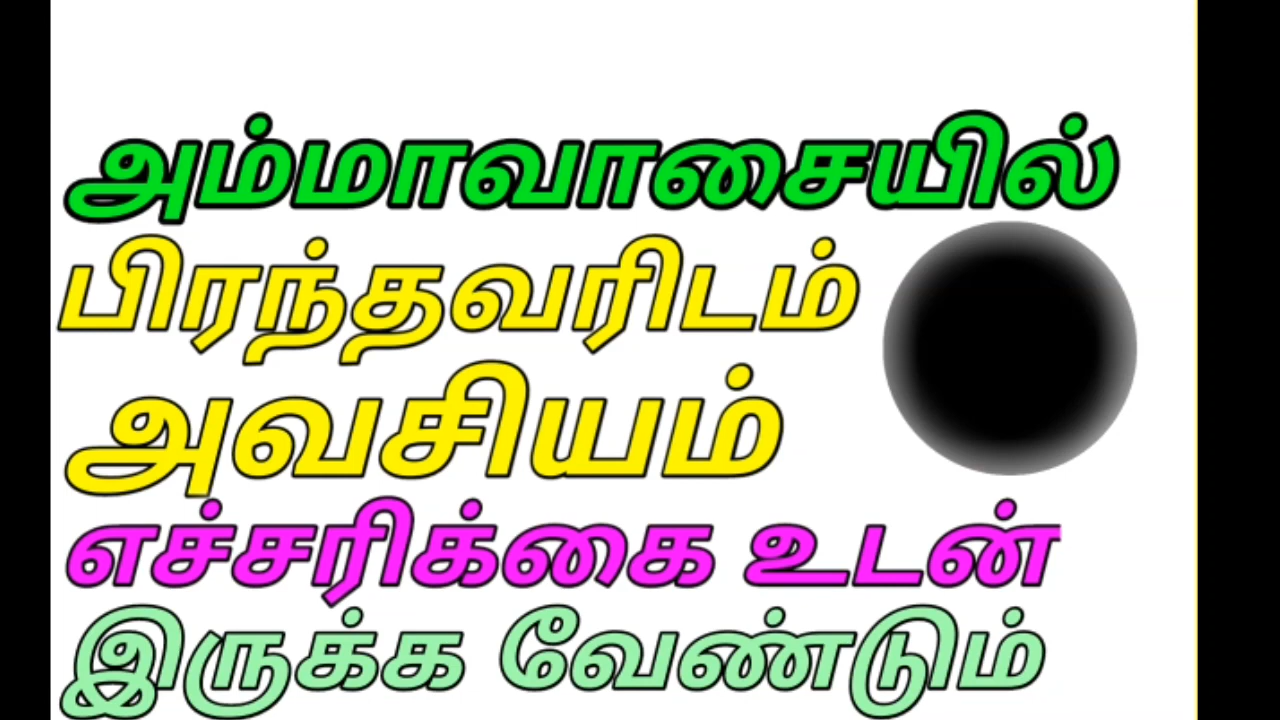 அம்மாவாசையில்
பிரந்தவரிடம்
அவசியம்
எச்சரிக்கை உடன்
இருக்க வேண்டும்